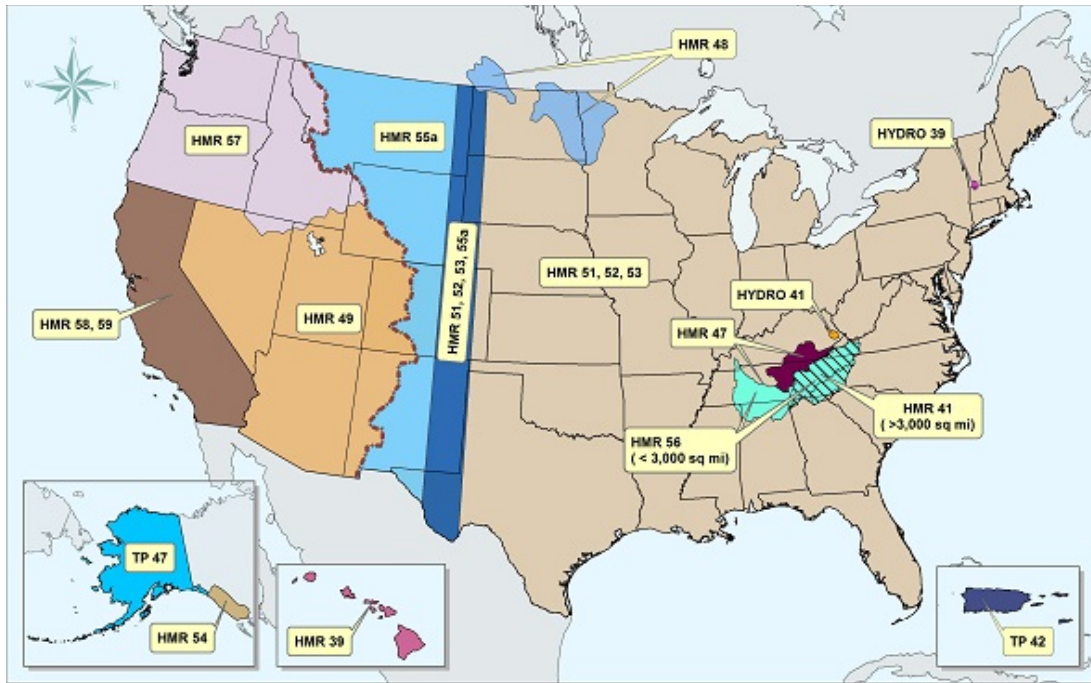 HMR 48
N
W
E
S
HMR 57
HMR 55a
HYDRO 39
HMR 51, 52, 53, 55a
HMR 51, 52, 53
HYDRO 41
HMR 58, 59
HMR 49
HMR 47
HMR 41
( >3,000 sq mi)
HMR 56
( < 3,000 sq mi)
TP 47
HMR 54
HMR 39
TP 42